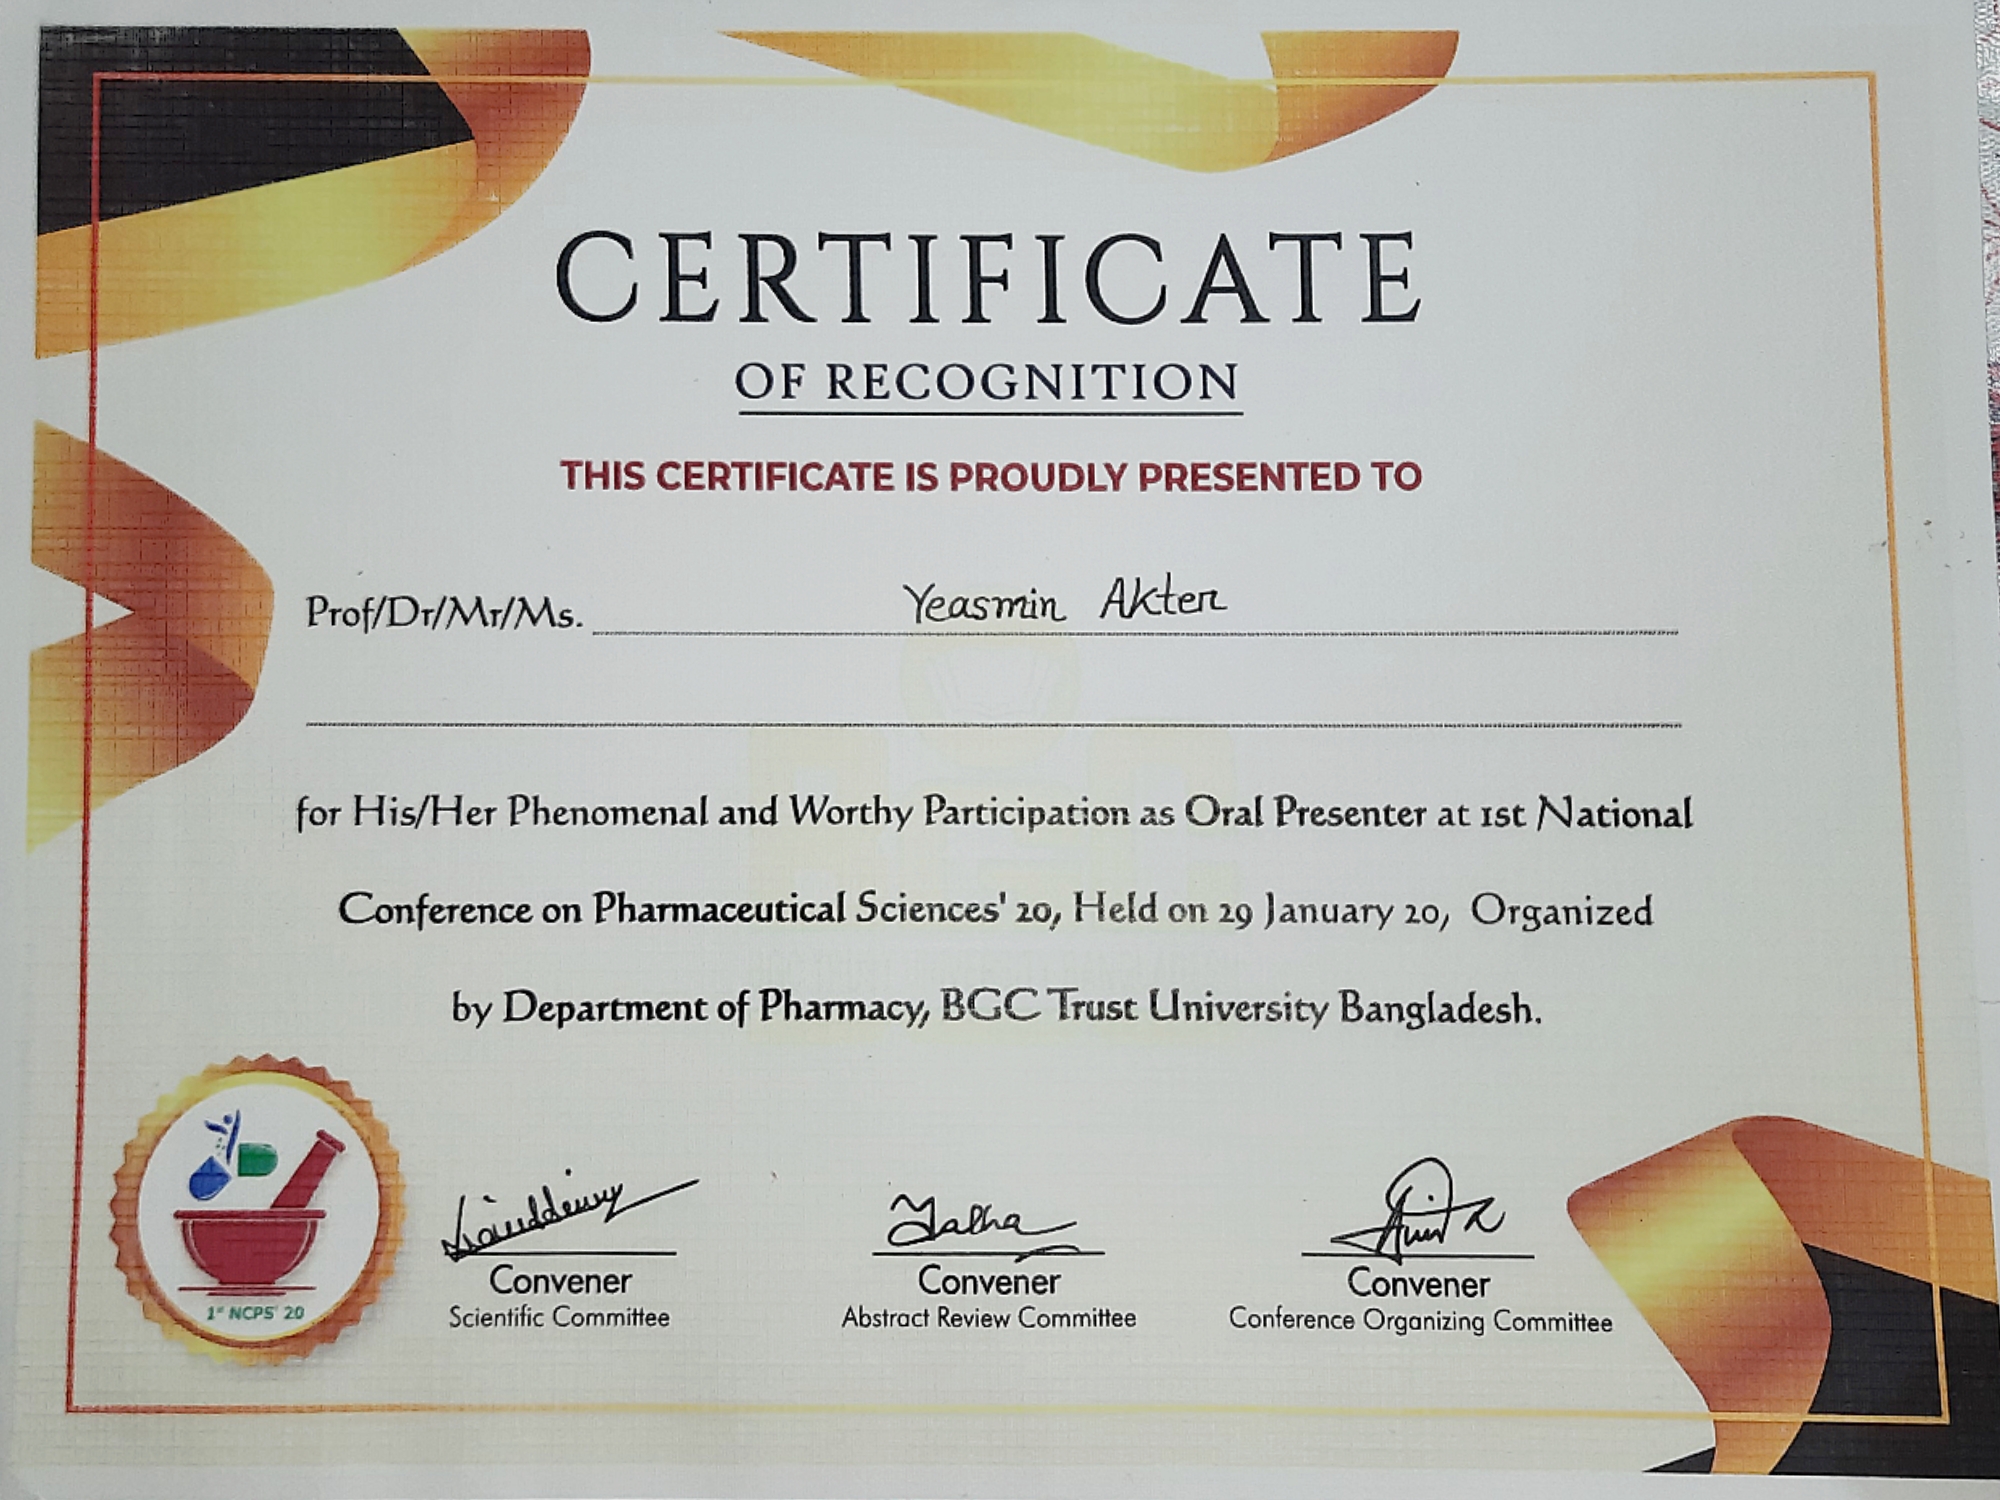 CERTIFICATE
OF RECOGNITION
THIS CERTIFICATE IS PROUDLY PRESENTED TO
Prof/Dr/Mr/Ms. Yeasmin Akter
for His/Her Phenomenal and Worthy Participation as Oral Presenter at 1st National
Conference on Pharmaceutical Sciences' 20, Held on 29 January 20, Organized
by Department of Pharmacy, BGC Trust University Bangladesh.
1st NCPS' 20
Talha
Convener
Scientific Committee
Convener
Abstract Review Committee
Convener
Conference Organizing Committee